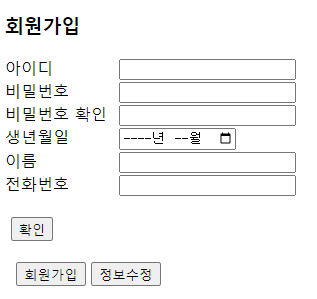 회원가입
아이디
비밀번호
비밀번호 확인
생년월일 ----년 --월
이름
전화번호
확인
회원가입 정보수정